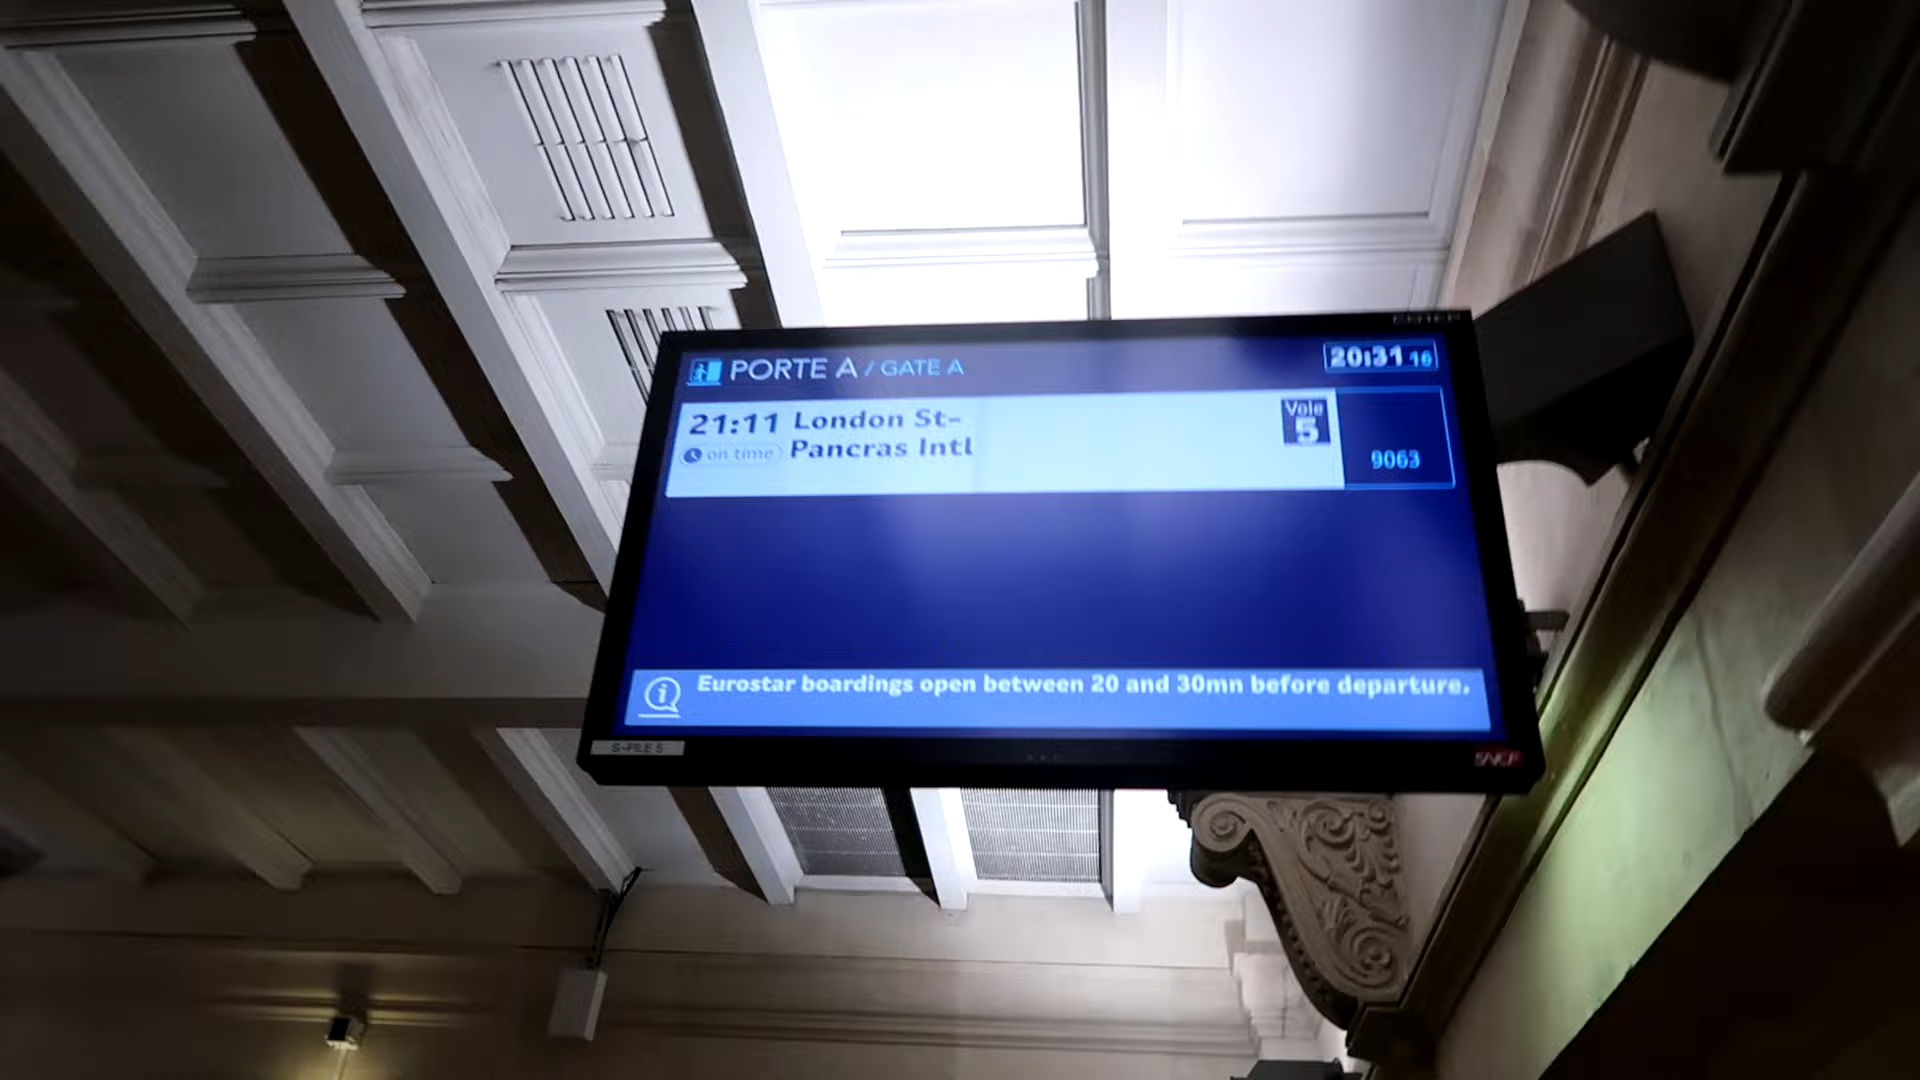 PORTE A / GATE A
20:31 16
21:11 London St-
on time Pancras Intl
Voie
5
9063
Eurostar boardings open between 20 and 30mn before departure.
S-FILE 5
SNCF